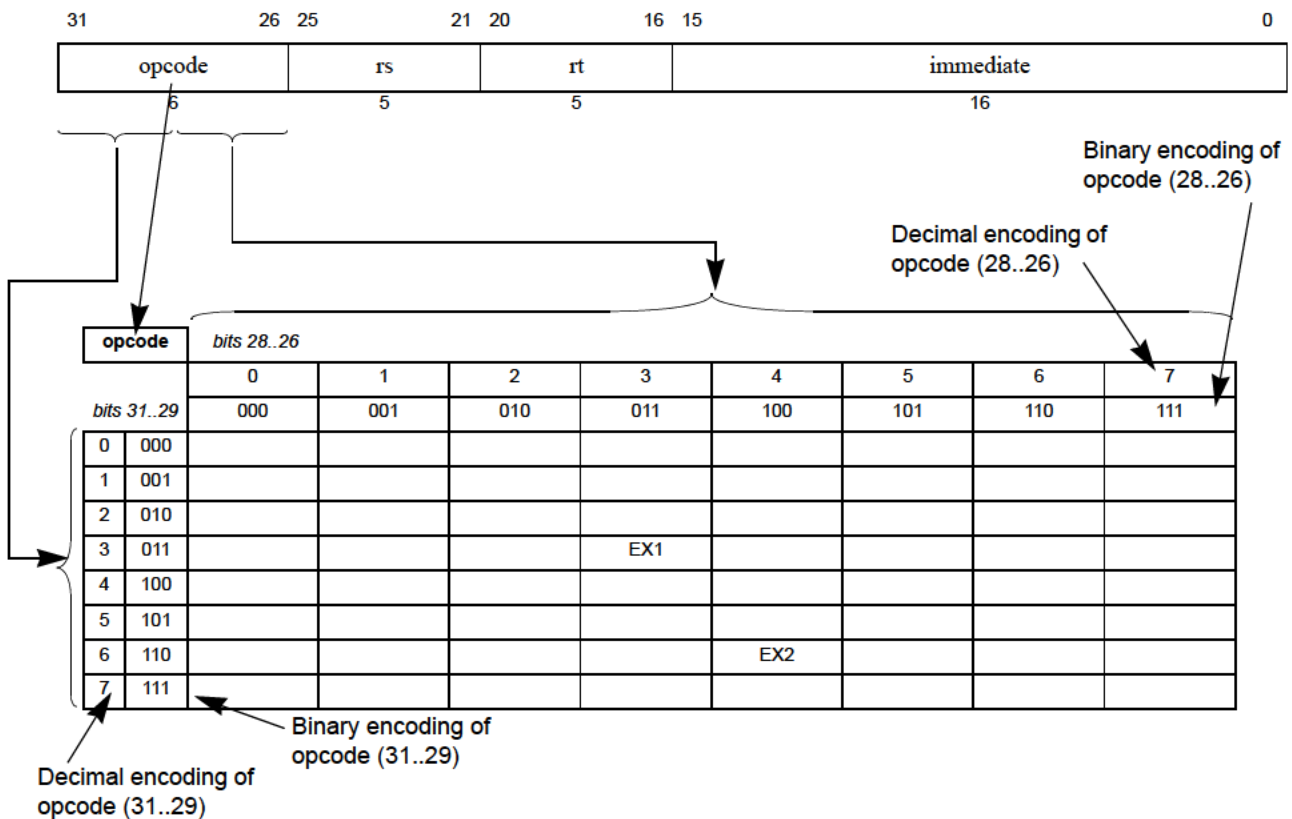 31 26 25 21 20 16 15 0
opcode rs rt immediate
6 5 5 16
Binary encoding of
opcode (28..26)
Decimal encoding of
opcode (28..26)
opcode bits 28..26
0 1 2 3 4 5 6 7
bits 31..29 000 001 010 011 100 101 110 111
0 000
1 001
2 010
3 011 EX1
4 100
5 101
6 110 EX2
7 111
Binary encoding of
opcode (31..29)
Decimal encoding of
opcode (31..29)